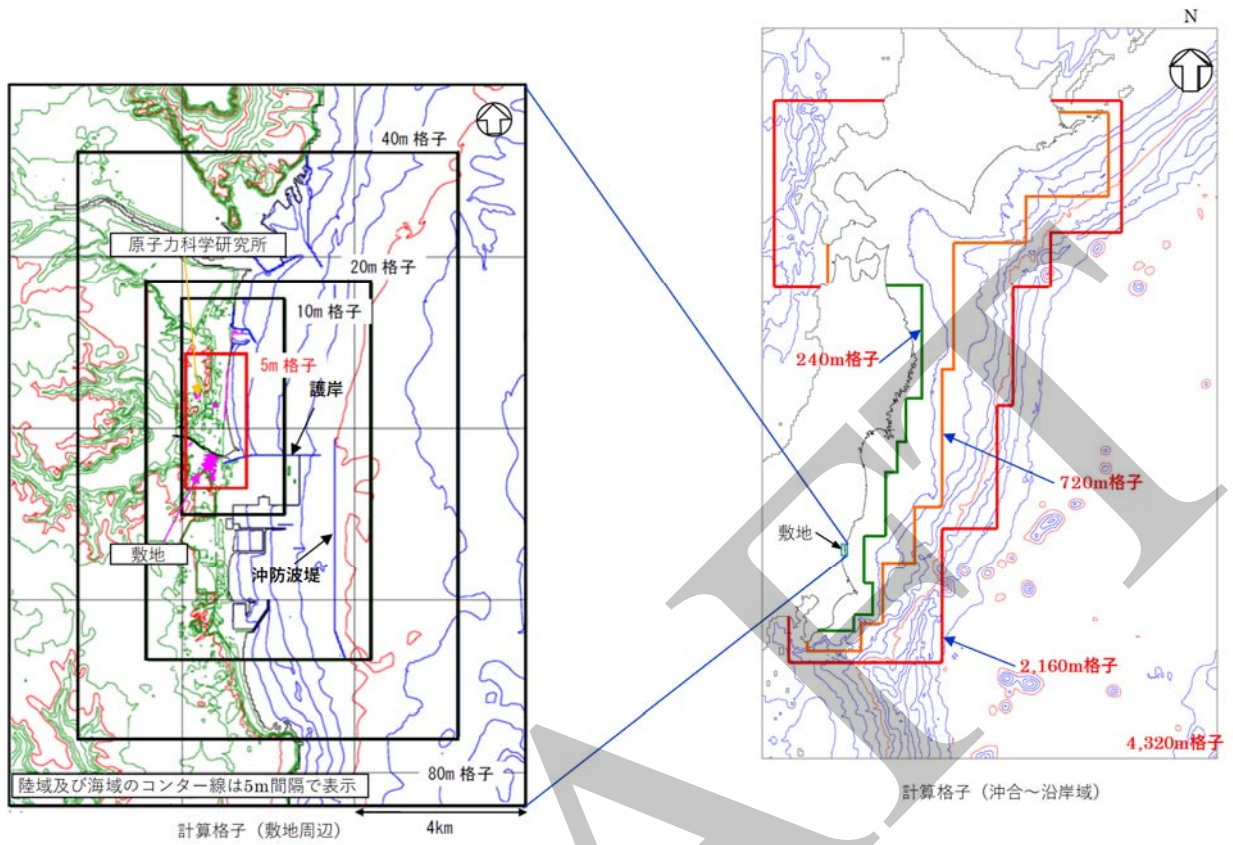 40m 格子
原子力科学研究所
20m 格子
10m 格子
5m 格子
護岸
敷地
沖防波堤
80m 格子
陸域及び海域のコンター線は5m間隔で表示
計算格子（敷地周辺）
4km
N
240m格子
720m格子
敷地
2,160m格子
4,320m格子
計算格子（沖合～沿岸域）
DRAFT